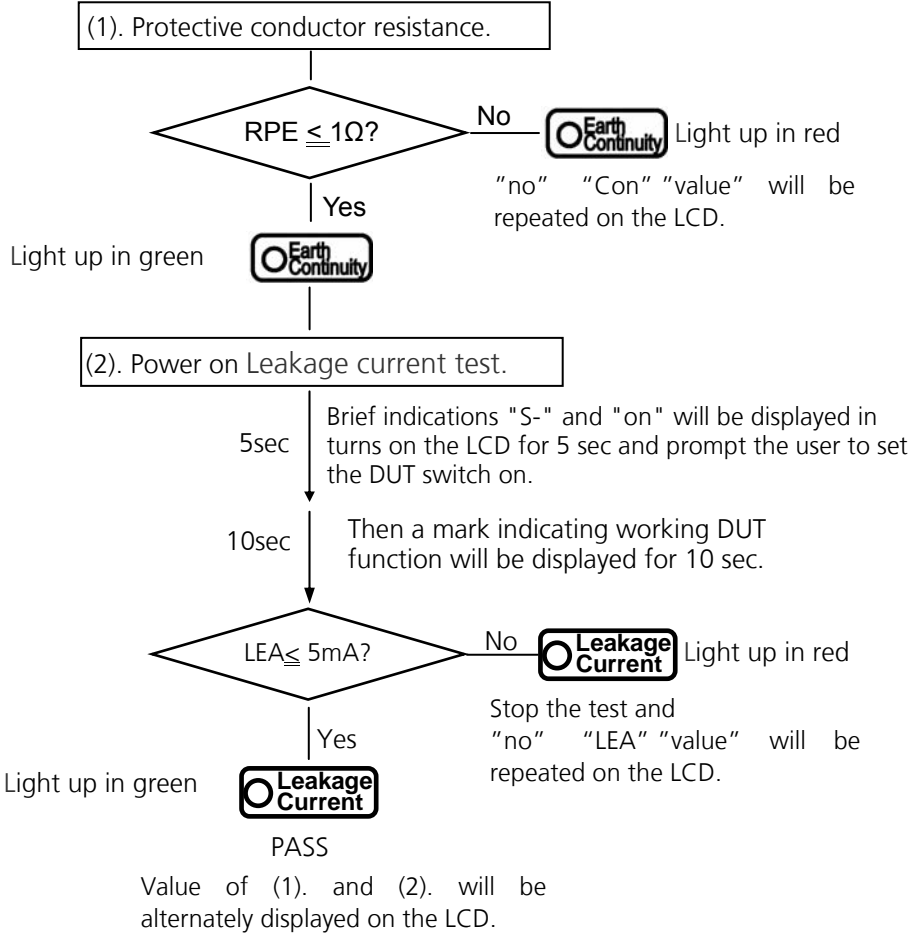 (1). Protective conductor resistance.
RPE ≤ 1Ω?
No
Earth
Continuity
Light up in red
"no" "Con" "value" will be
repeated on the LCD.
Yes
Light up in green
Earth
Continuity
(2). Power on Leakage current test.
5sec
Brief indications "S-" and "on" will be displayed in
turns on the LCD for 5 sec and prompt the user to set
the DUT switch on.
10sec
Then a mark indicating working DUT
function will be displayed for 10 sec.
LEA≤ 5mA?
No
Leakage
Current
Light up in red
Stop the test and
"no" "LEA" "value" will be
repeated on the LCD.
Yes
Light up in green
Leakage
Current
PASS
Value of (1). and (2). will be
alternately displayed on the LCD.